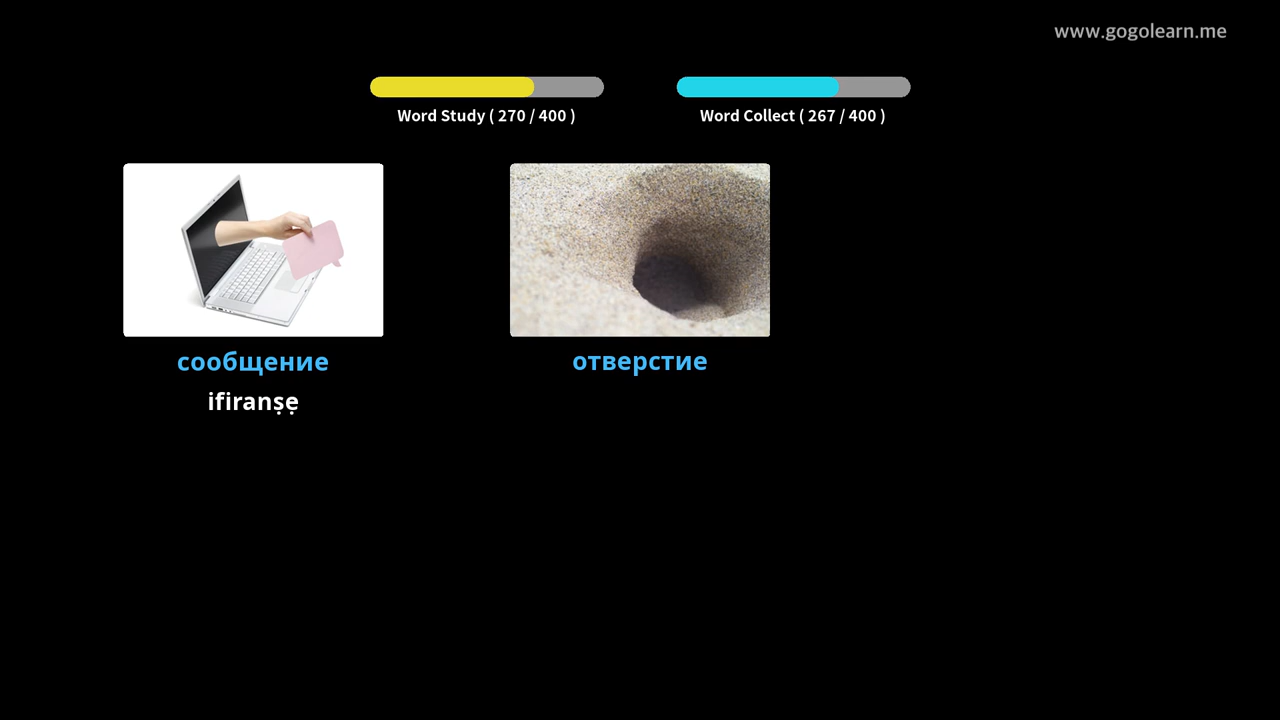 www.gogolearn.me
Word Study ( 270 / 400 )
Word Collect ( 267 / 400 )
сообщение
отверстие
ifiranṣẹ